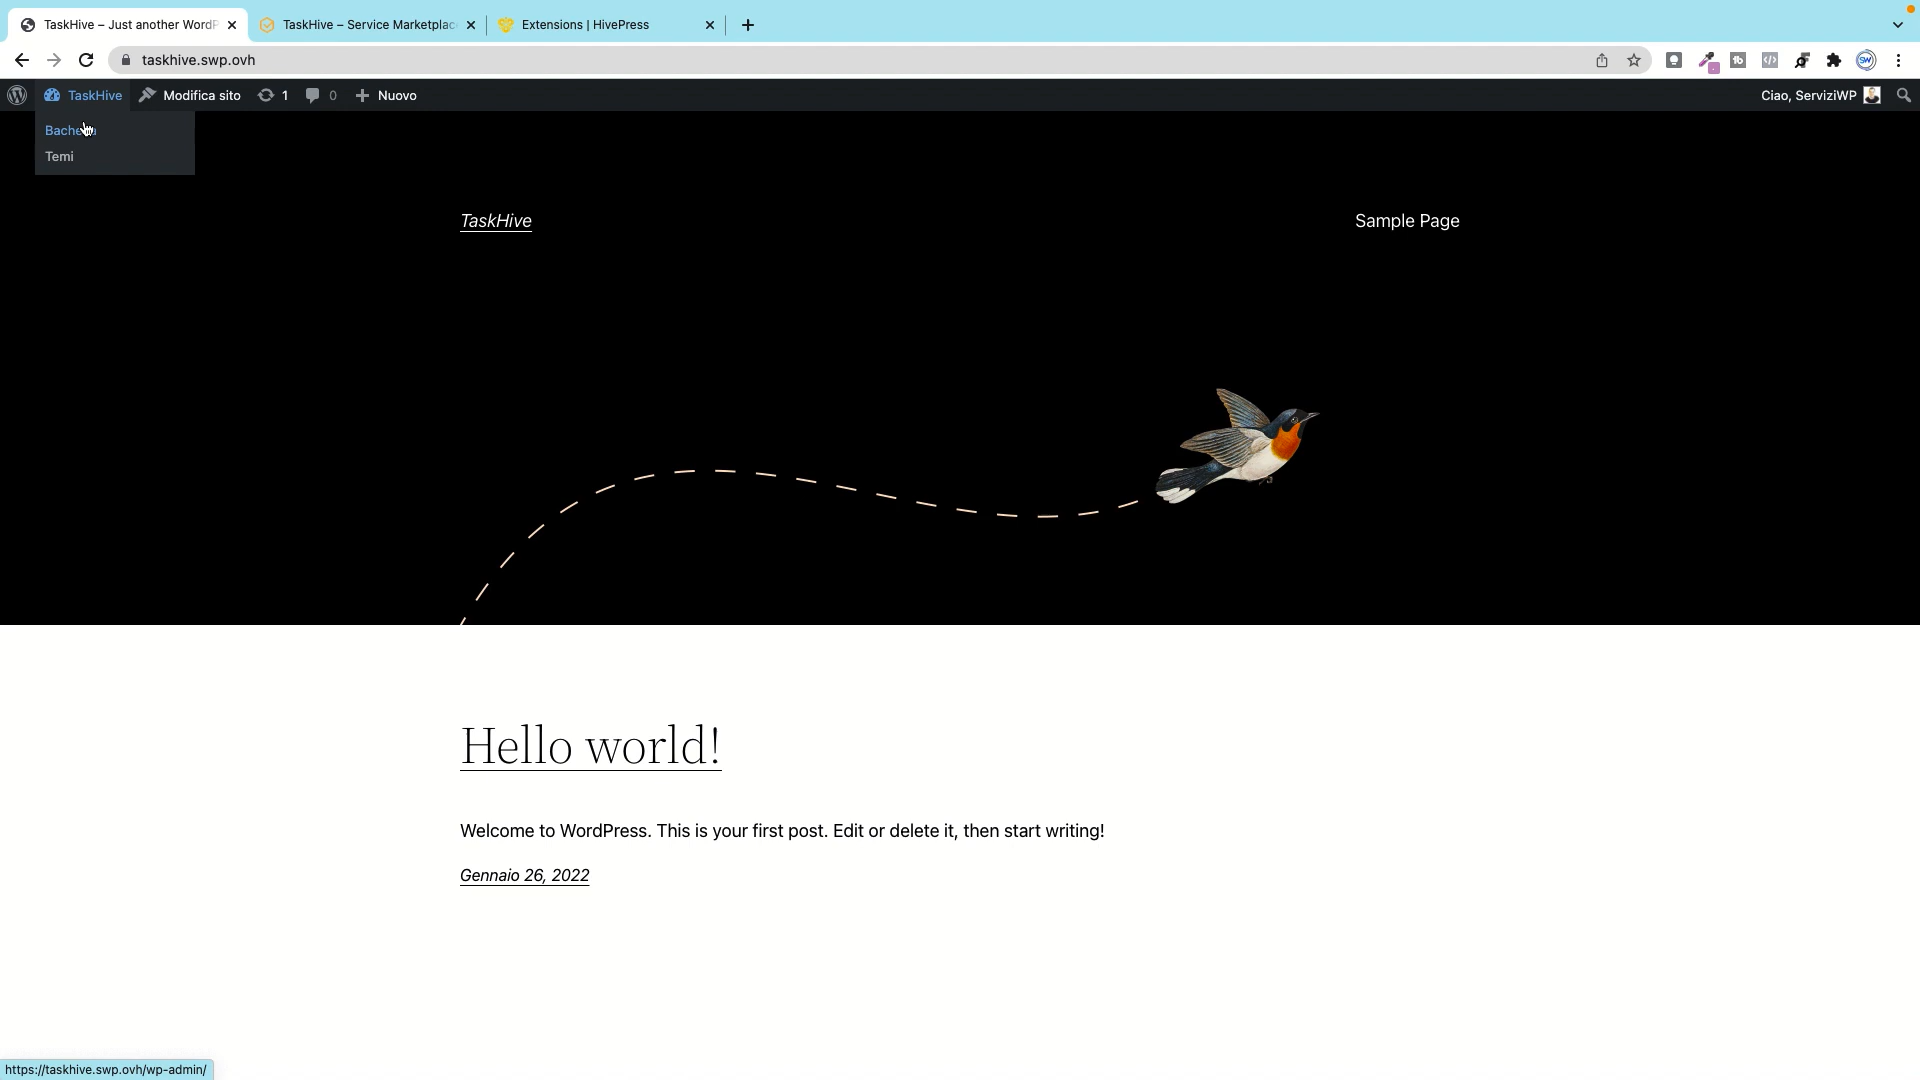 TaskHive – Just another WordP
TaskHive – Service Marketplac
Extensions | HivePress
taskhive.swp.ovh
TaskHive
Modifica sito
1
0
Nuovo
Ciao, ServiziWP
Temi
TaskHive
Sample Page
Hello world!
Welcome to WordPress. This is your first post. Edit or delete it, then start writing!
Gennaio 26, 2022
https://taskhive.swp.ovh/wp-admin/